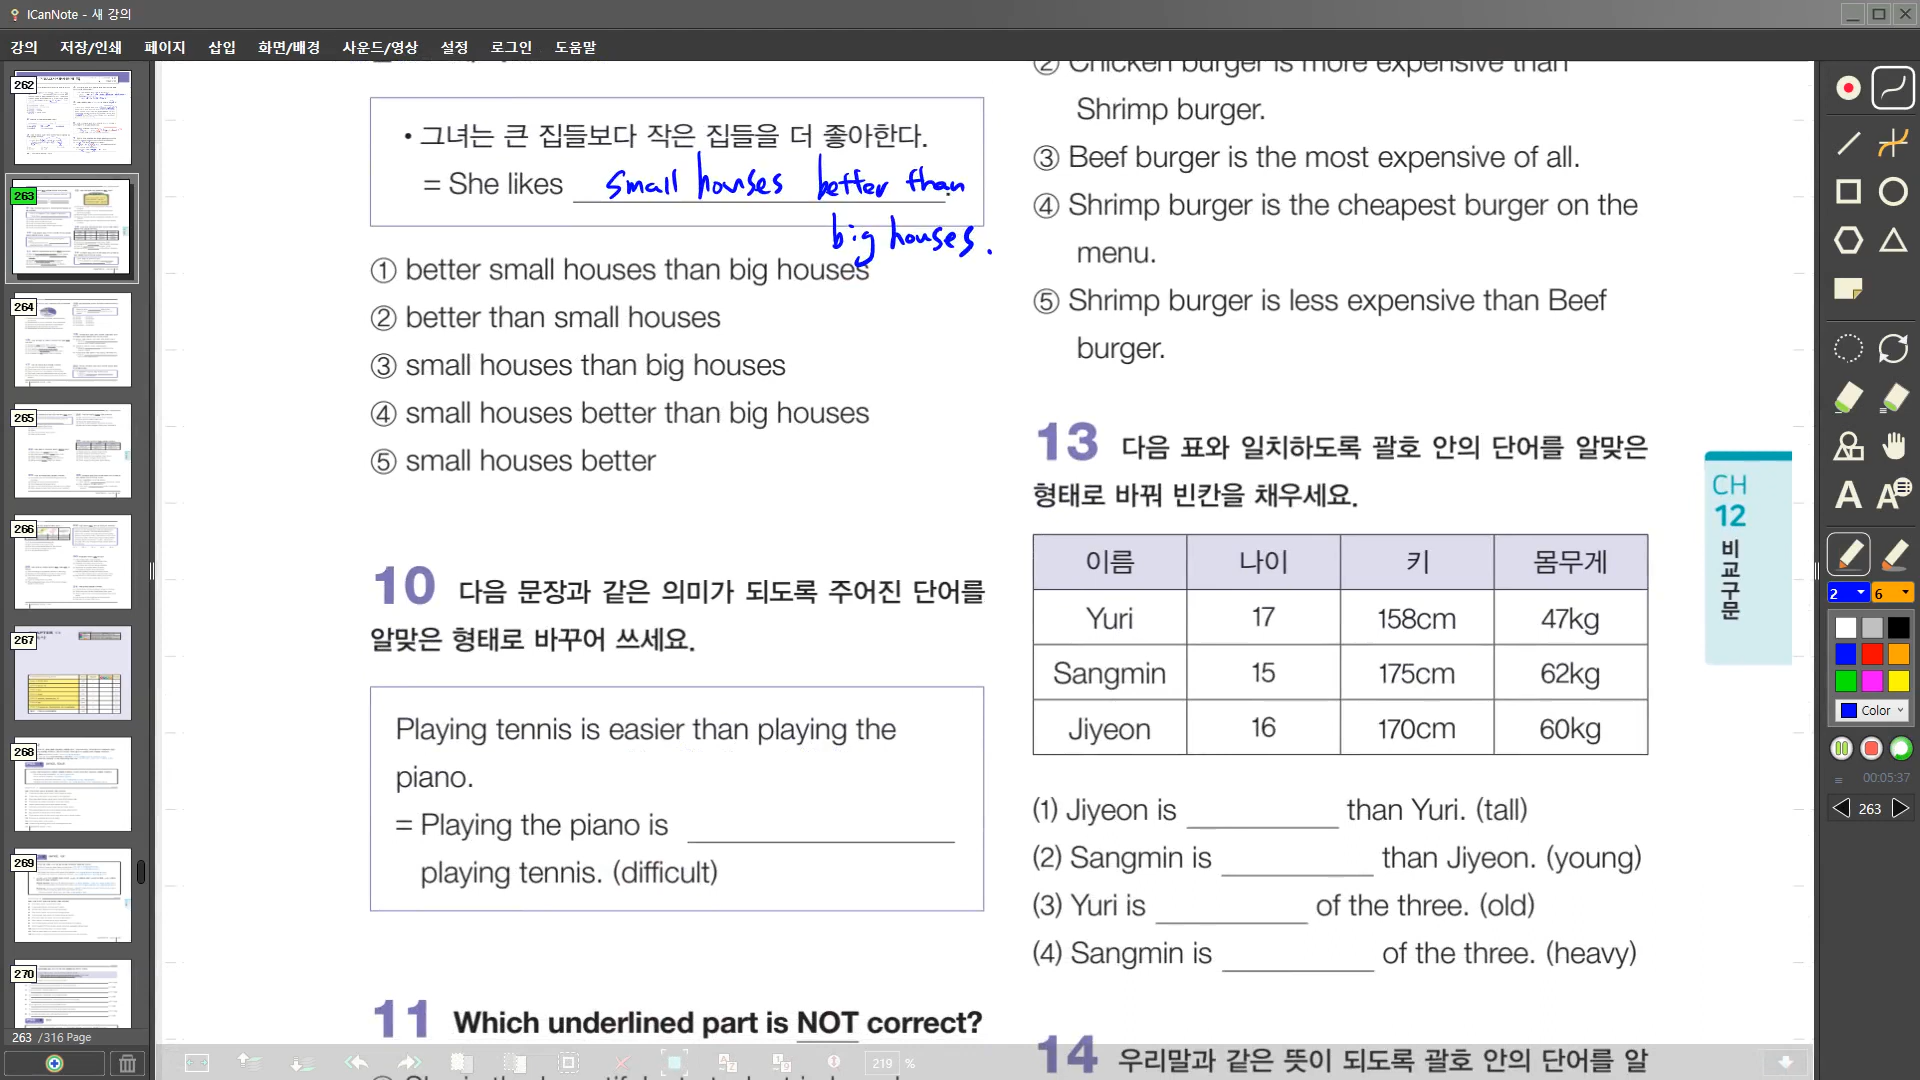 ICanNote - 새 강의
강의 저장/인쇄 페이지 삽입 화면/배경 사운드/영상 설정 로그인 도움말
262
263
264
265
266
267
268
269
270
263 /316 Page
• 그녀는 큰 집들보다 작은 집들을 더 좋아한다.
= She likes small houses better than
big houses.
① better small houses than big houses
② better than small houses
③ small houses than big houses
④ small houses better than big houses
⑤ small houses better
10 다음 문장과 같은 의미가 되도록 주어진 단어를
알맞은 형태로 바꾸어 쓰세요.
Playing tennis is easier than playing the
piano.
= Playing the piano is
playing tennis. (difficult)
11 Which underlined part is NOT correct?
② Chicken burger is more expensive than
Shrimp burger.
③ Beef burger is the most expensive of all.
④ Shrimp burger is the cheapest burger on the
menu.
⑤ Shrimp burger is less expensive than Beef
burger.
13 다음 표와 일치하도록 괄호 안의 단어를 알맞은
형태로 바꿔 빈칸을 채우세요.
이름 나이 키 몸무게
Yuri 17 158cm 47kg
Sangmin 15 175cm 62kg
Jiyeon 16 170cm 60kg
(1) Jiyeon is than Yuri. (tall)
(2) Sangmin is than Jiyeon. (young)
(3) Yuri is of the three. (old)
(4) Sangmin is of the three. (heavy)
14 우리말과 같은 뜻이 되도록 괄호 안의 단어를 알
CH
12
비교구문
2 6
Color
00:05:37
263
219 %